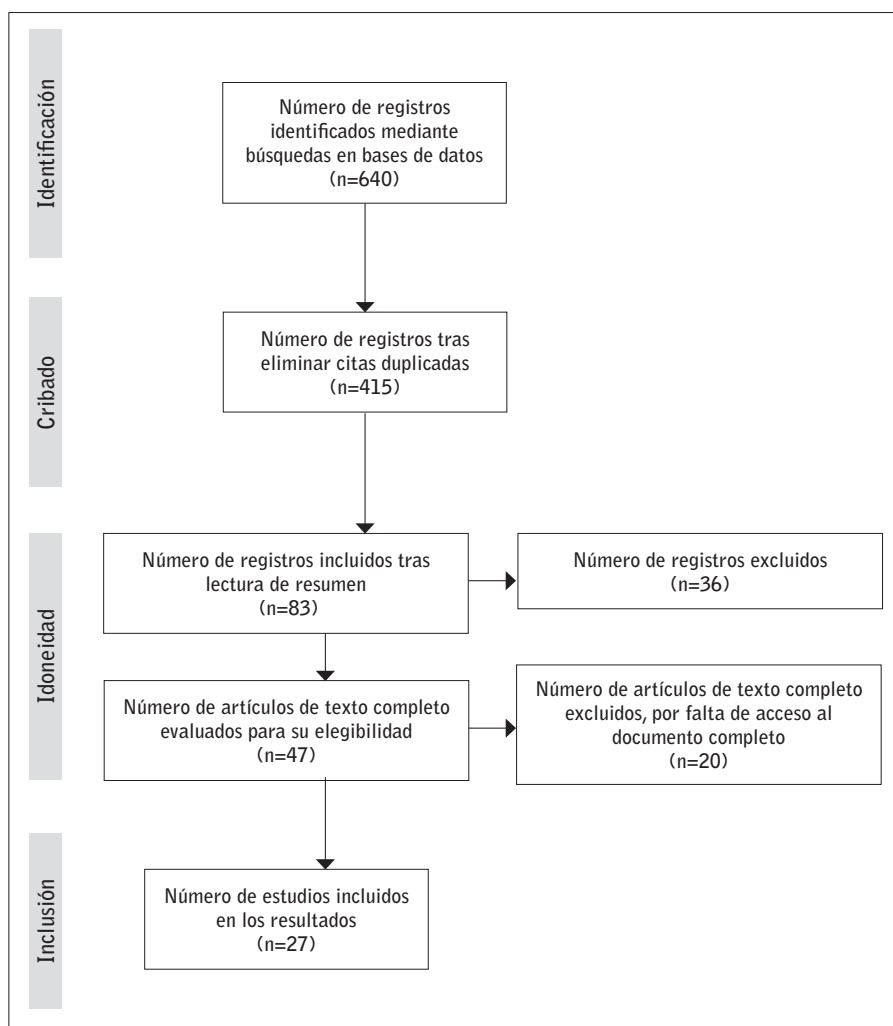 Identificación
Número de registros
identificados mediante
búsquedas en bases de datos
(n=640)
Cribado
Número de registros tras
eliminar citas duplicadas
(n=415)
Idoneidad
Número de registros incluidos tras
lectura de resumen
(n=83)
Número de registros excluidos
(n=36)
Número de artículos de texto completo
evaluados para su elegibilidad
(n=47)
Número de artículos de texto completo
excluidos, por falta de acceso al
documento completo
(n=20)
Inclusión
Número de estudios incluidos
en los resultados
(n=27)